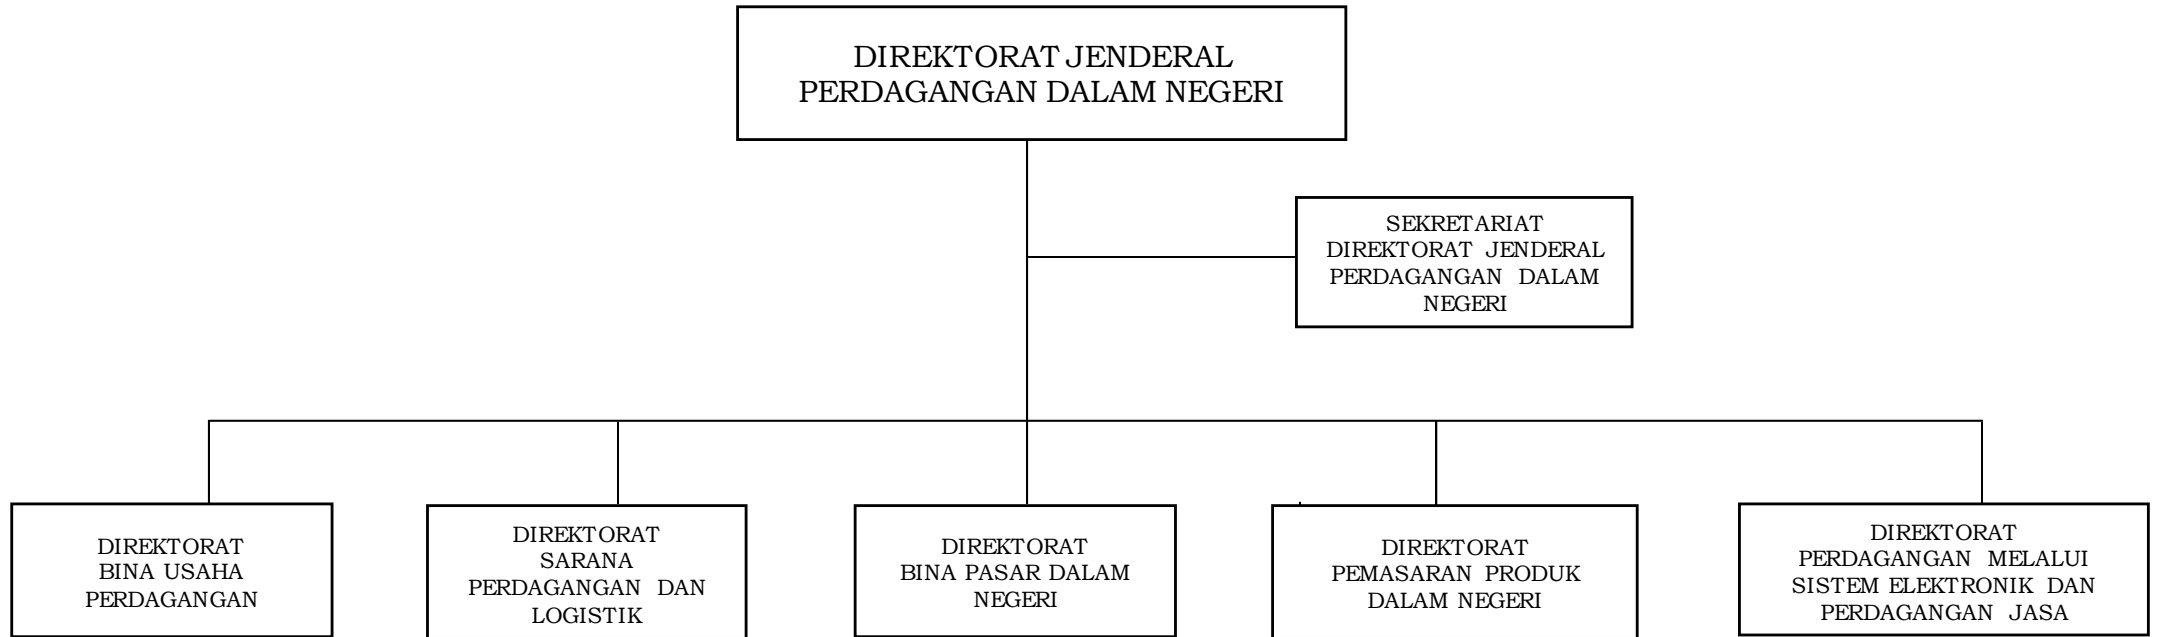 DIREKTORAT JENDERAL
PERDAGANGAN DALAM NEGERI
SEKRETARIAT
DIREKTORAT JENDERAL
PERDAGANGAN DALAM
NEGERI
DIREKTORAT
BINA USAHA
PERDAGANGAN
DIREKTORAT
SARANA
PERDAGANGAN DAN
LOGISTIK
DIREKTORAT
BINA PASAR DALAM
NEGERI
DIREKTORAT
PEMASARAN PRODUK
DALAM NEGERI
DIREKTORAT
PERDAGANGAN MELALUI
SISTEM ELEKTRONIK DAN
PERDAGANGAN JASA